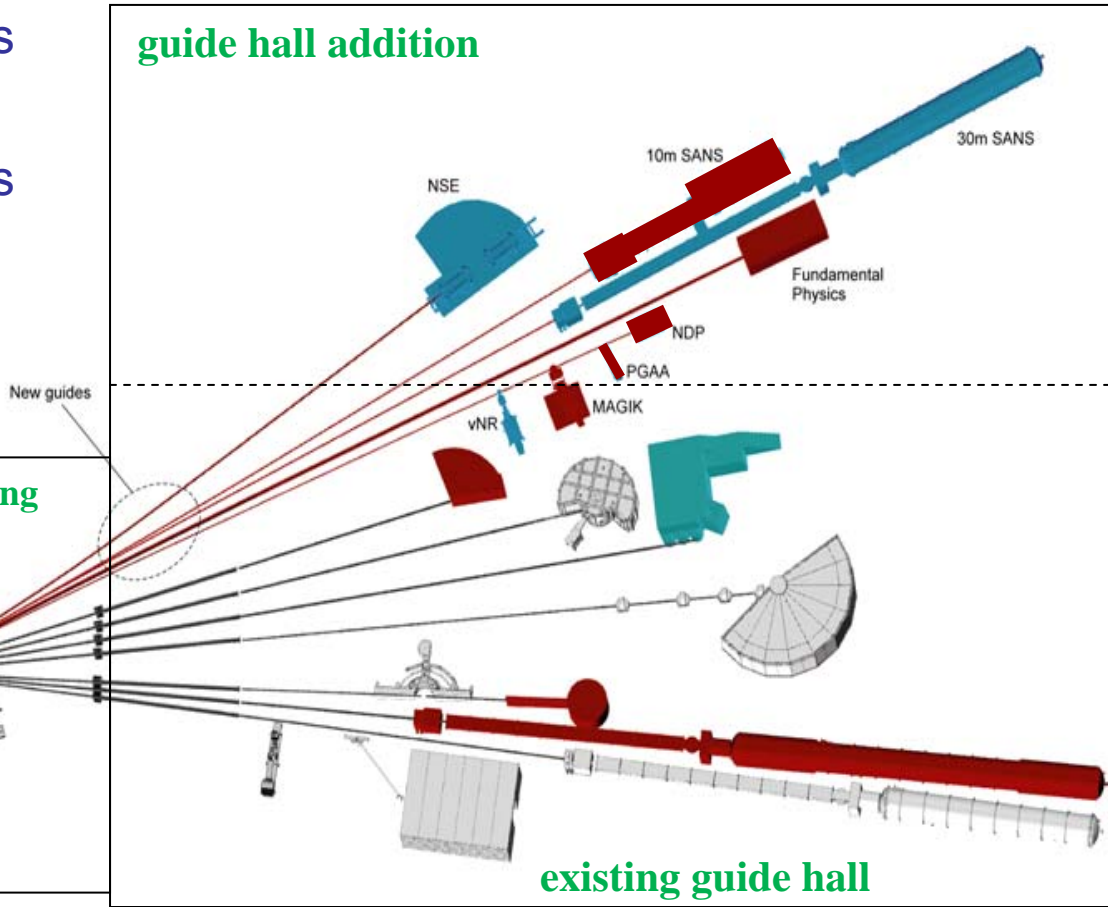 s
s
guide hall addition
10m SANS
30m SANS
NSE
Fundamental
Physics
NDP
PGAA
New guides
MAGIK
vNR
ng
existing guide hall